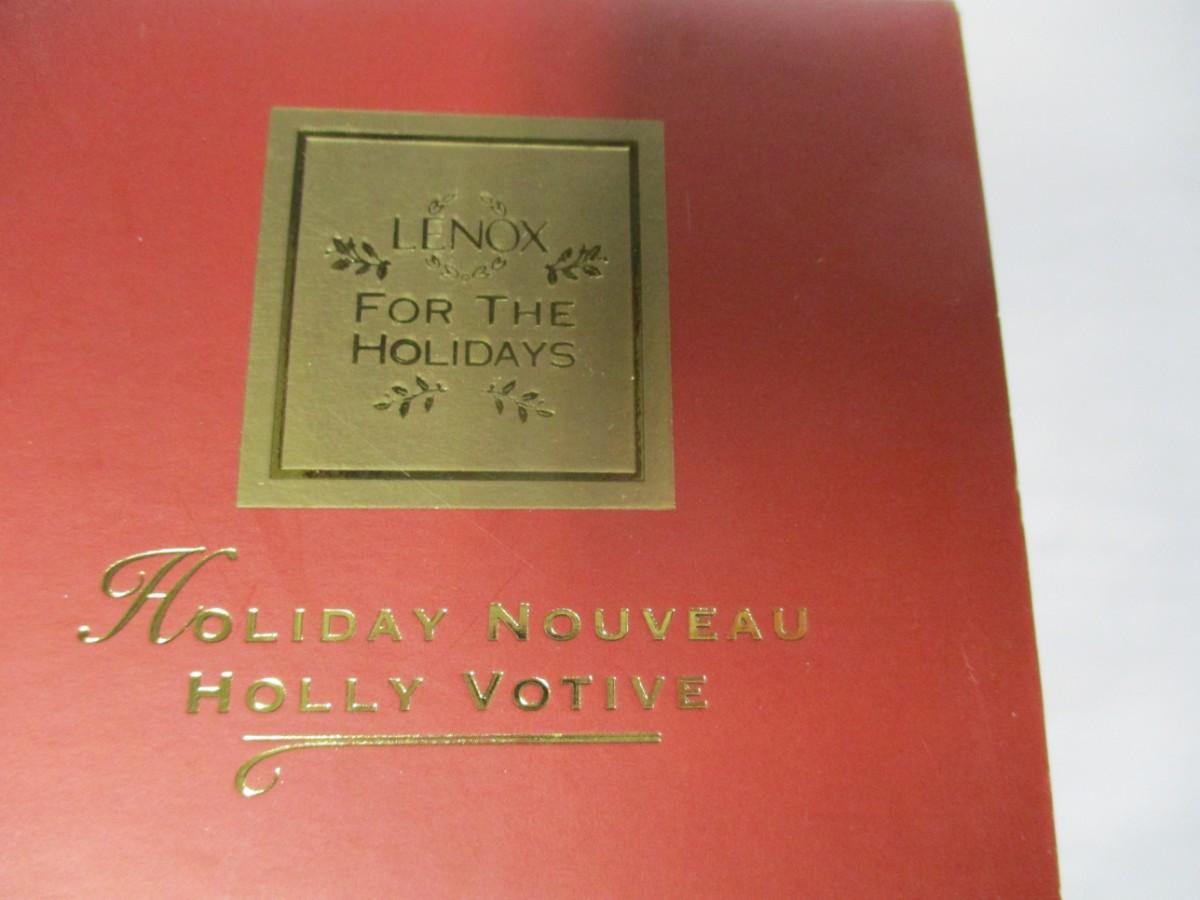 LENOX
FOR THE
HOLIDAYS
HOLIDAY NOUVEAU
HOLLY VOTIVE